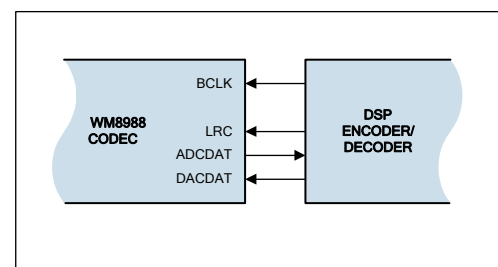 BCLK
WM8988
CODEC
LRC
ADCDAT
DACDAT
DSP
ENCODER/
DECODER